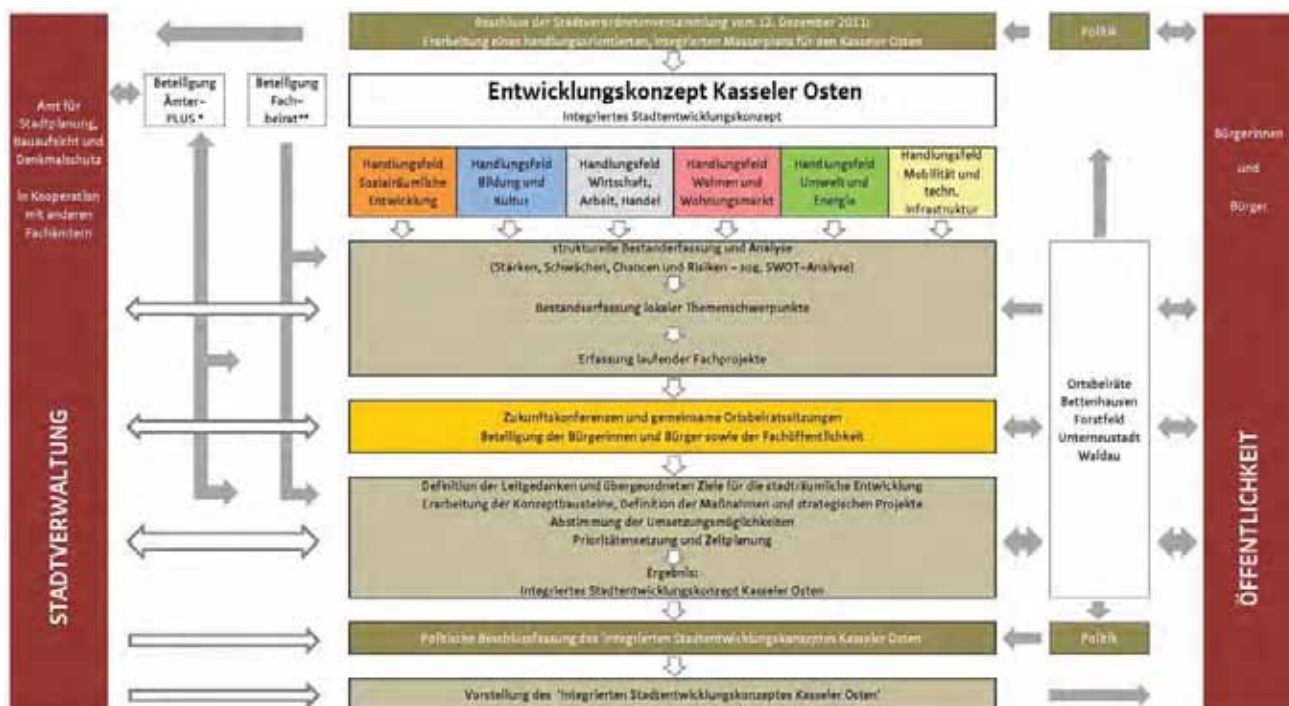 Beschluss der Stadtverordnetenversammlung vom 12. Dezember 2011:
Erarbeitung eines handlungsorientierten, integrierten Masterplans für den Kasseler Osten
Politik
Beteiligung
Ämter-
PLUS *
Beteiligung
Fach-
beirat**
Entwicklungskonzept Kasseler Osten
Integriertes Stadtentwicklungskonzept
Amt für
Stadtplanung,
Bauaufsicht und
Denkmalschutz
in Kooperation
mit anderen
Fachämtern
STADTVERWALTUNG
Handlungsfeld
Sozialräumliche
Entwicklung
Handlungsfeld
Bildung und
Kultur
Handlungsfeld
Wirtschaft,
Arbeit, Handel
Handlungsfeld
Wohnen und
Wohnungsmarkt
Handlungsfeld
Umwelt und
Energie
Handlungsfeld
Mobilität und
techn.
Infrastruktur
Bürgerinnen
und
Bürger
ÖFFENTLICHKEIT
strukturelle Bestanderfassung und Analyse
(Stärken, Schwächen, Chancen und Risiken – sog. SWOT-Analyse)
Bestandserfassung lokaler Themenschwerpunkte
Erfassung laufender Fachprojekte
Ortsbeiräte
Bettenhausen
Forstfeld
Unterneustadt
Waldau
Zukunftskonferenzen und gemeinsame Ortsbeiratssitzungen
Beteiligung der Bürgerinnen und Bürger sowie der Fachöffentlichkeit
Definition der Leitgedanken und übergeordneten Ziele für die stadträumliche Entwicklung
Erarbeitung der Konzeptbausteine, Definition der Maßnahmen und strategischen Projekte
Abstimmung der Umsetzungsmöglichkeiten
Prioritätensetzung und Zeitplanung
Ergebnis:
Integriertes Stadtentwicklungskonzept Kasseler Osten
Politische Beschlussfassung des 'Integrierten Stadtentwicklungskonzeptes Kasseler Osten
Politik
Vorstellung des 'Integrierten Stadtentwicklungskonzeptes Kasseler Osten'